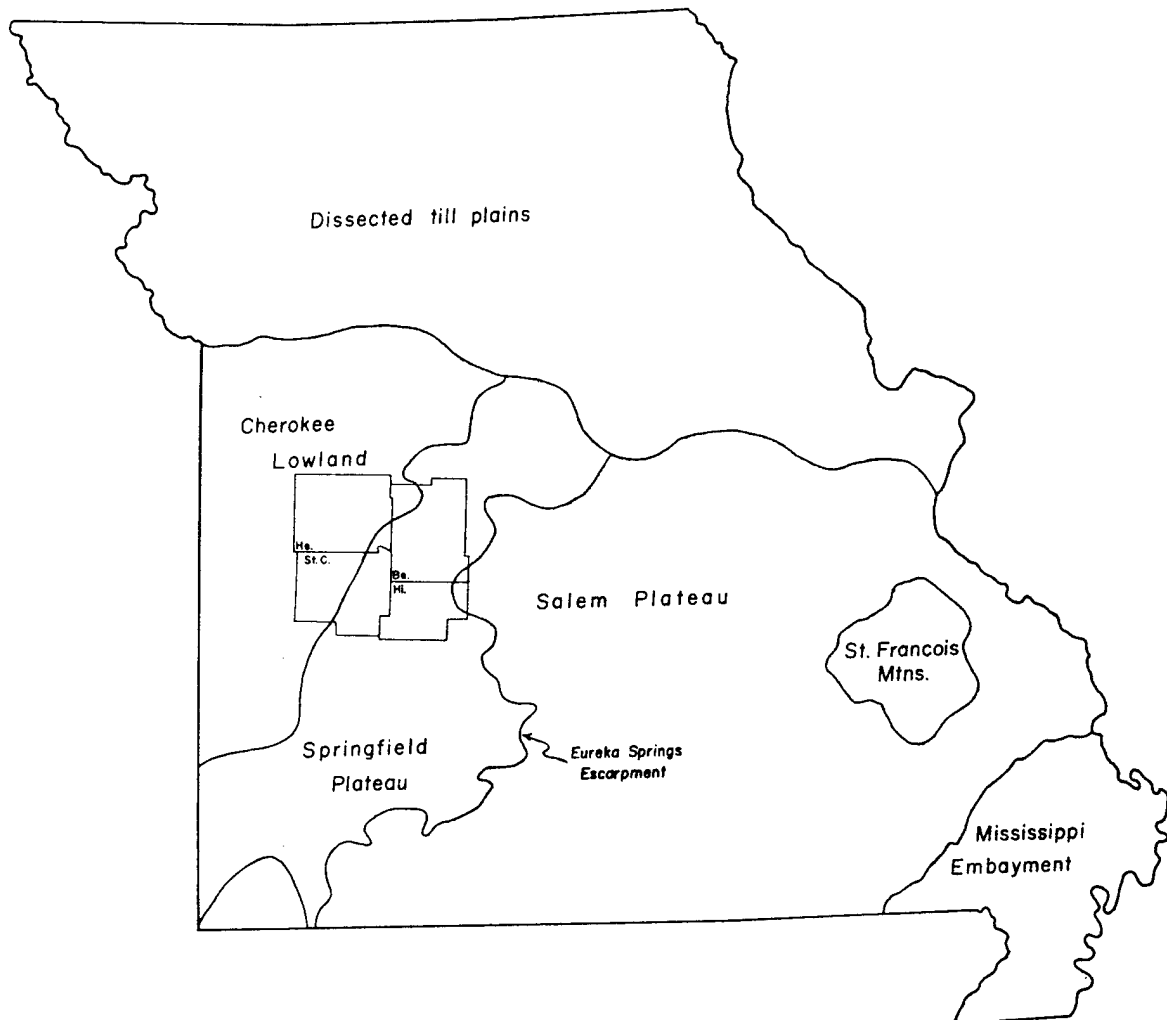 Dissected till plains
Cherokee
Lowland
He.
St. C.
Be.
Hi.
Salem Plateau
St. Francois
Mtns.
Springfield
Plateau
Eureka Springs
Escarpment
Mississippi
Embayment